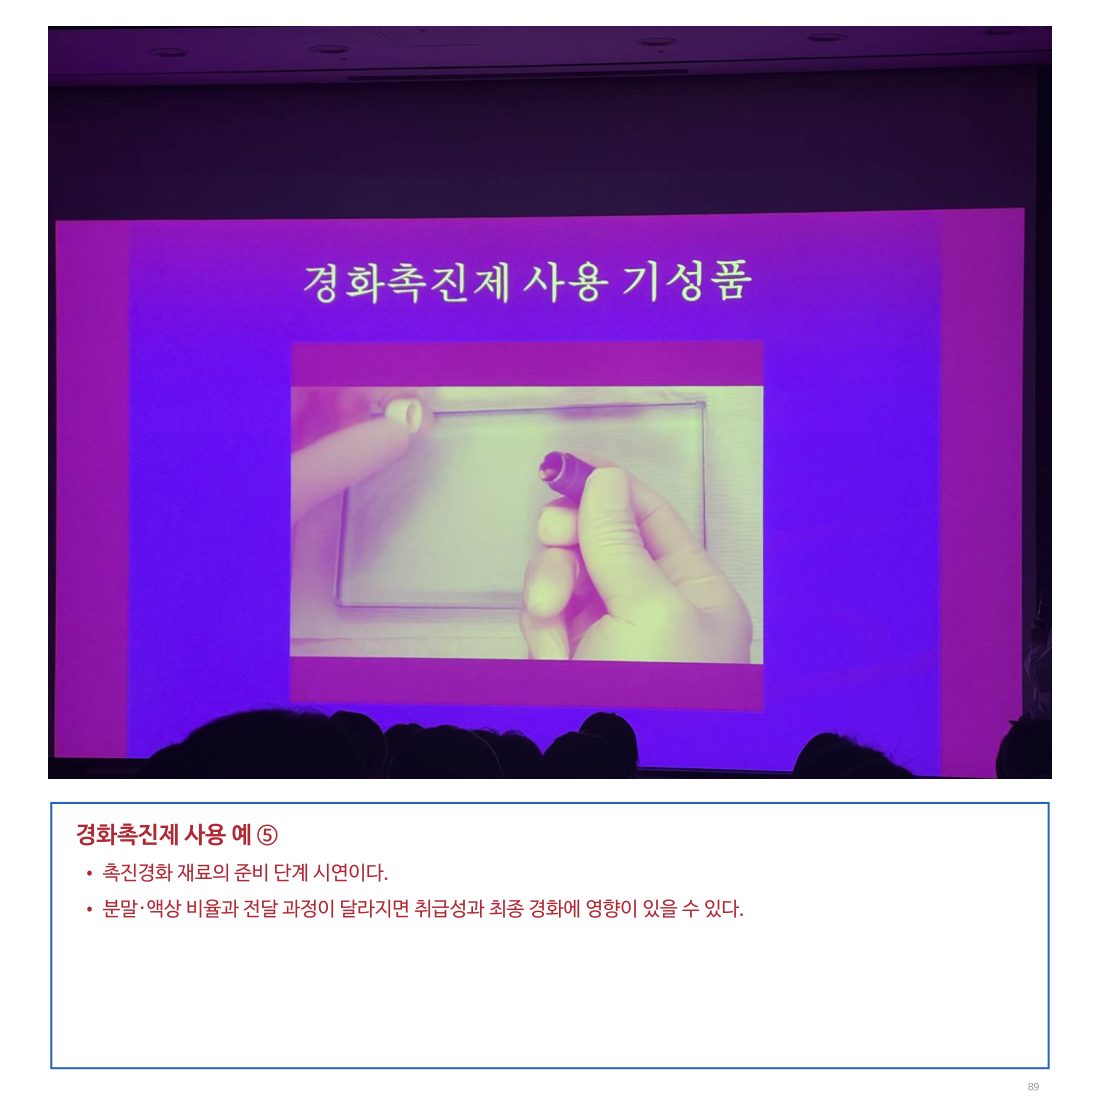 경화촉진제 사용 기성품
경화촉진제 사용 예 ⑤
• 촉진경화 재료의 준비 단계 시연이다.
• 분말·액상 비율과 전달 과정이 달라지면 취급성과 최종 경화에 영향이 있을 수 있다.
89